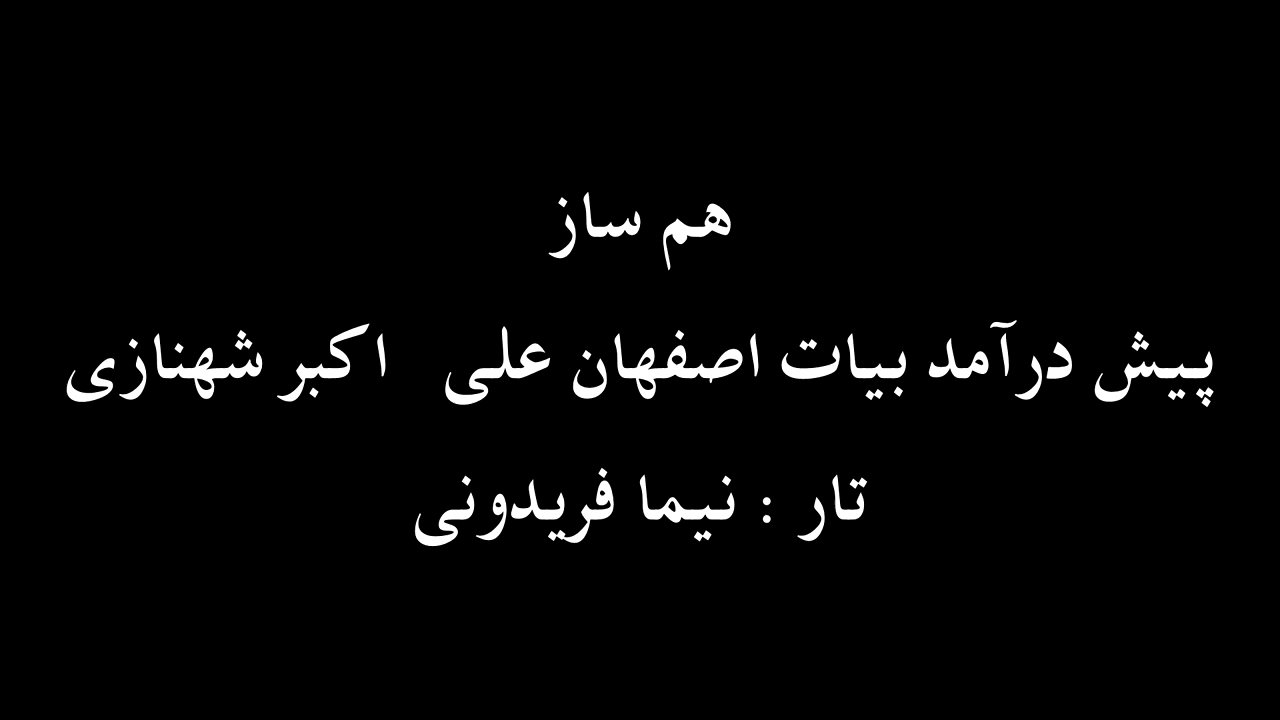 هم ساز
پیش درآمد بیات اصفهان علی اکبر شهنازی
تار : نیما فریدونی